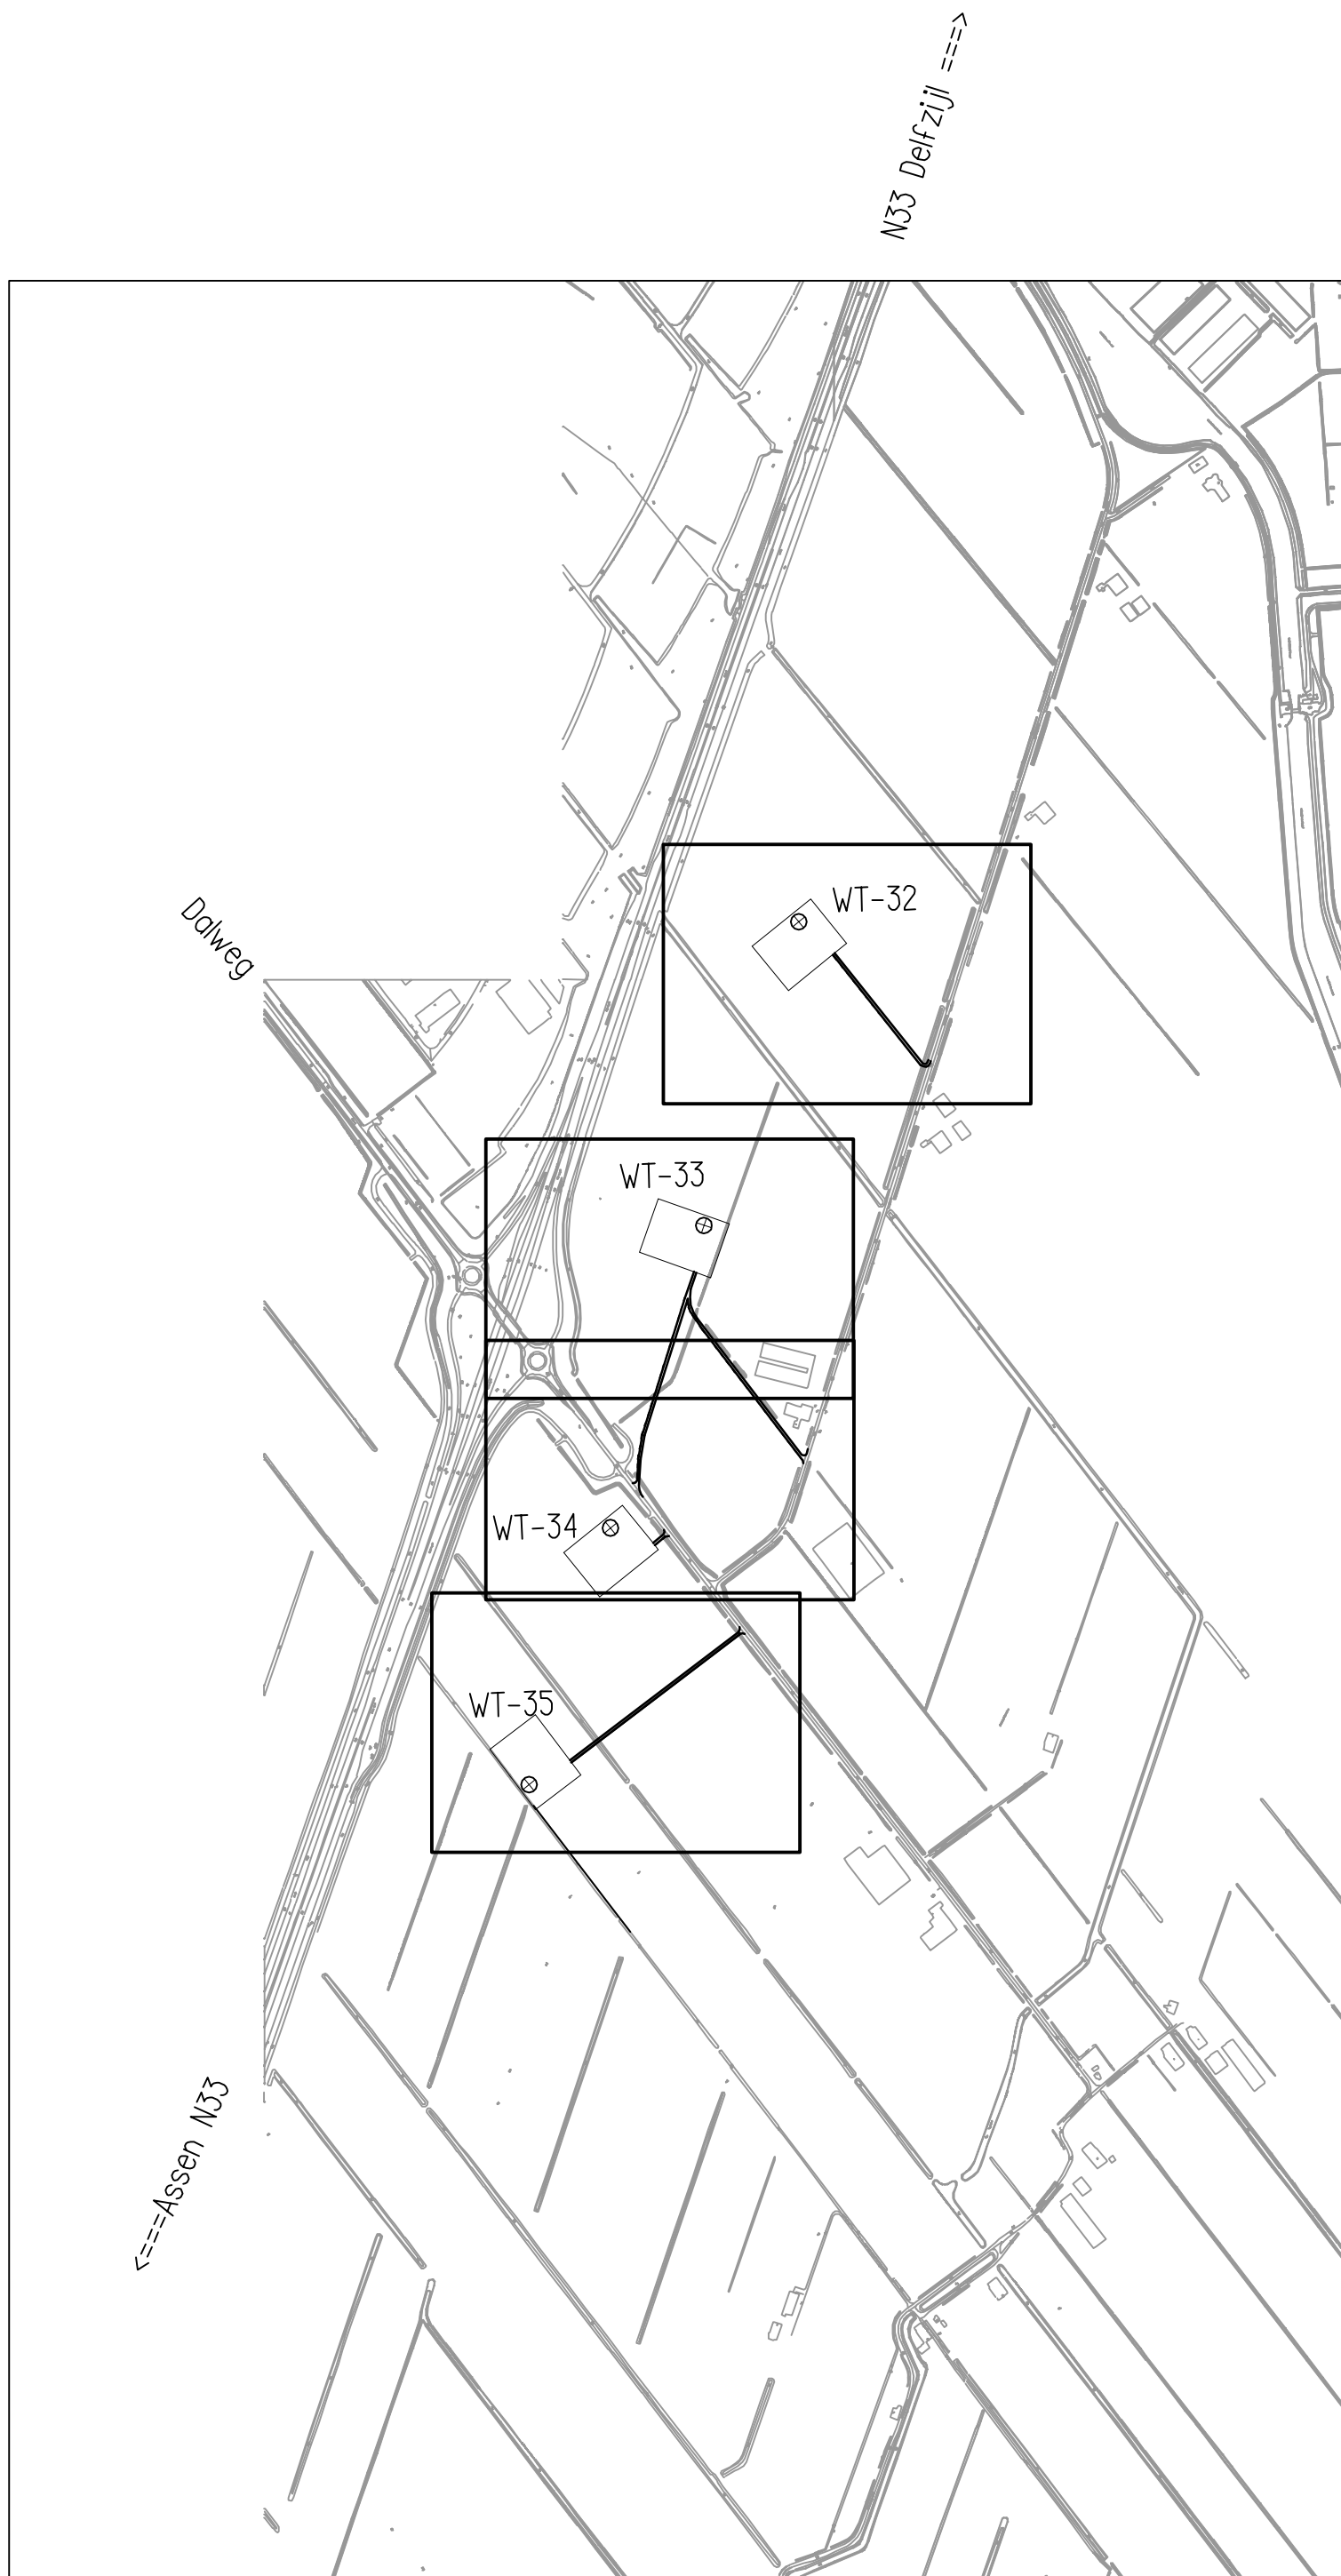 N33 Delfzijl ===>
WT-32
Dalweg
WT-33
WT-34
WT-35
<===Assen N33